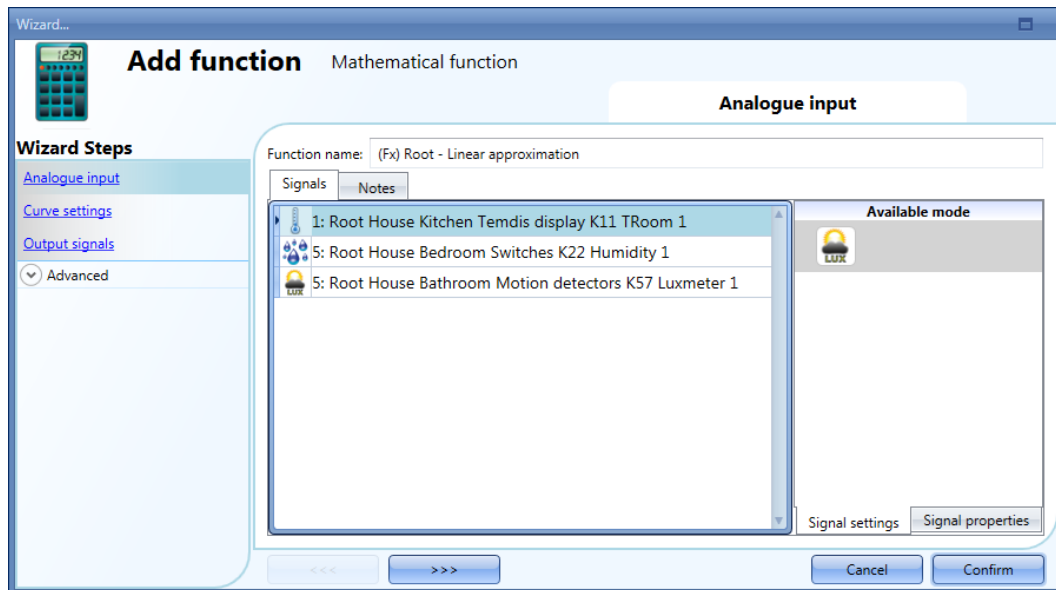 Wizard...
1234
Add function Mathematical function
Analogue input
Wizard Steps
Analogue input
Curve settings
Output signals
Advanced
Function name: (Fx) Root - Linear approximation
Signals Notes
1: Root House Kitchen Temdis display K11 TRoom 1
5: Root House Bedroom Switches K22 Humidity 1
LUX 5: Root House Bathroom Motion detectors K57 Luxmeter 1
Available mode
LUX
Signal settings Signal properties
<<< >>> Cancel Confirm